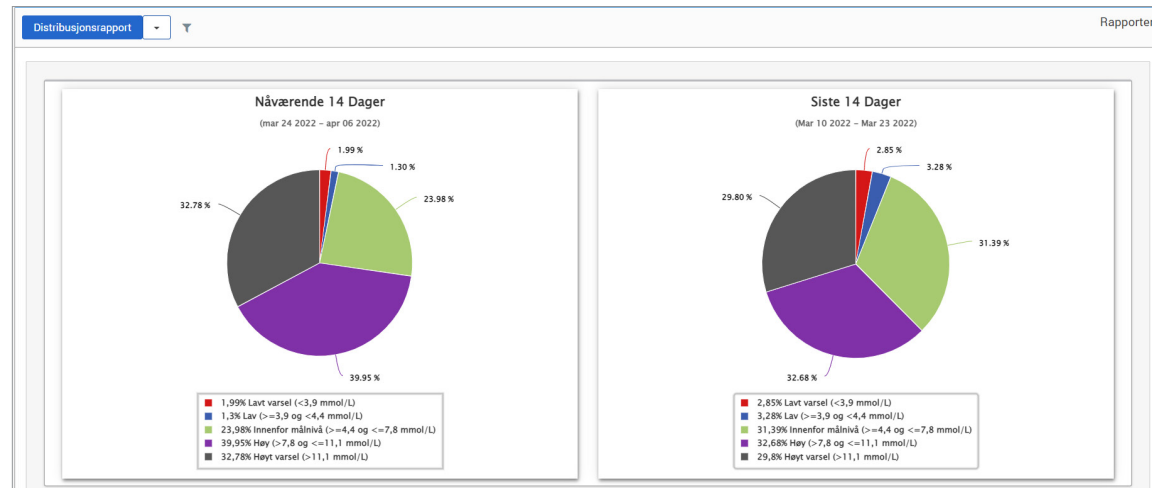 Distribusjonsrapport
Rapporter
Nåværende 14 Dager
(mar 24 2022 – apr 06 2022)
1.99 %
1.30 %
23.98 %
32.78 %
39.95 %
1,99% Lavt varsel (<3,9 mmol/L)
1,3% Lav (>=3,9 og <4,4 mmol/L)
23,98% Innenfor målnivå (>=4,4 og <=7,8 mmol/L)
39,95% Høy (>7,8 og <=11,1 mmol/L)
32,78% Høyt varsel (>11,1 mmol/L)
Siste 14 Dager
(Mar 10 2022 – Mar 23 2022)
2.85 %
3.28 %
29.80 %
31.39 %
32.68 %
2,85% Lavt varsel (<3,9 mmol/L)
3,28% Lav (>=3,9 og <4,4 mmol/L)
31,39% Innenfor målnivå (>=4,4 og <=7,8 mmol/L)
32,68% Høy (>7,8 og <=11,1 mmol/L)
29,8% Høyt varsel (>11,1 mmol/L)